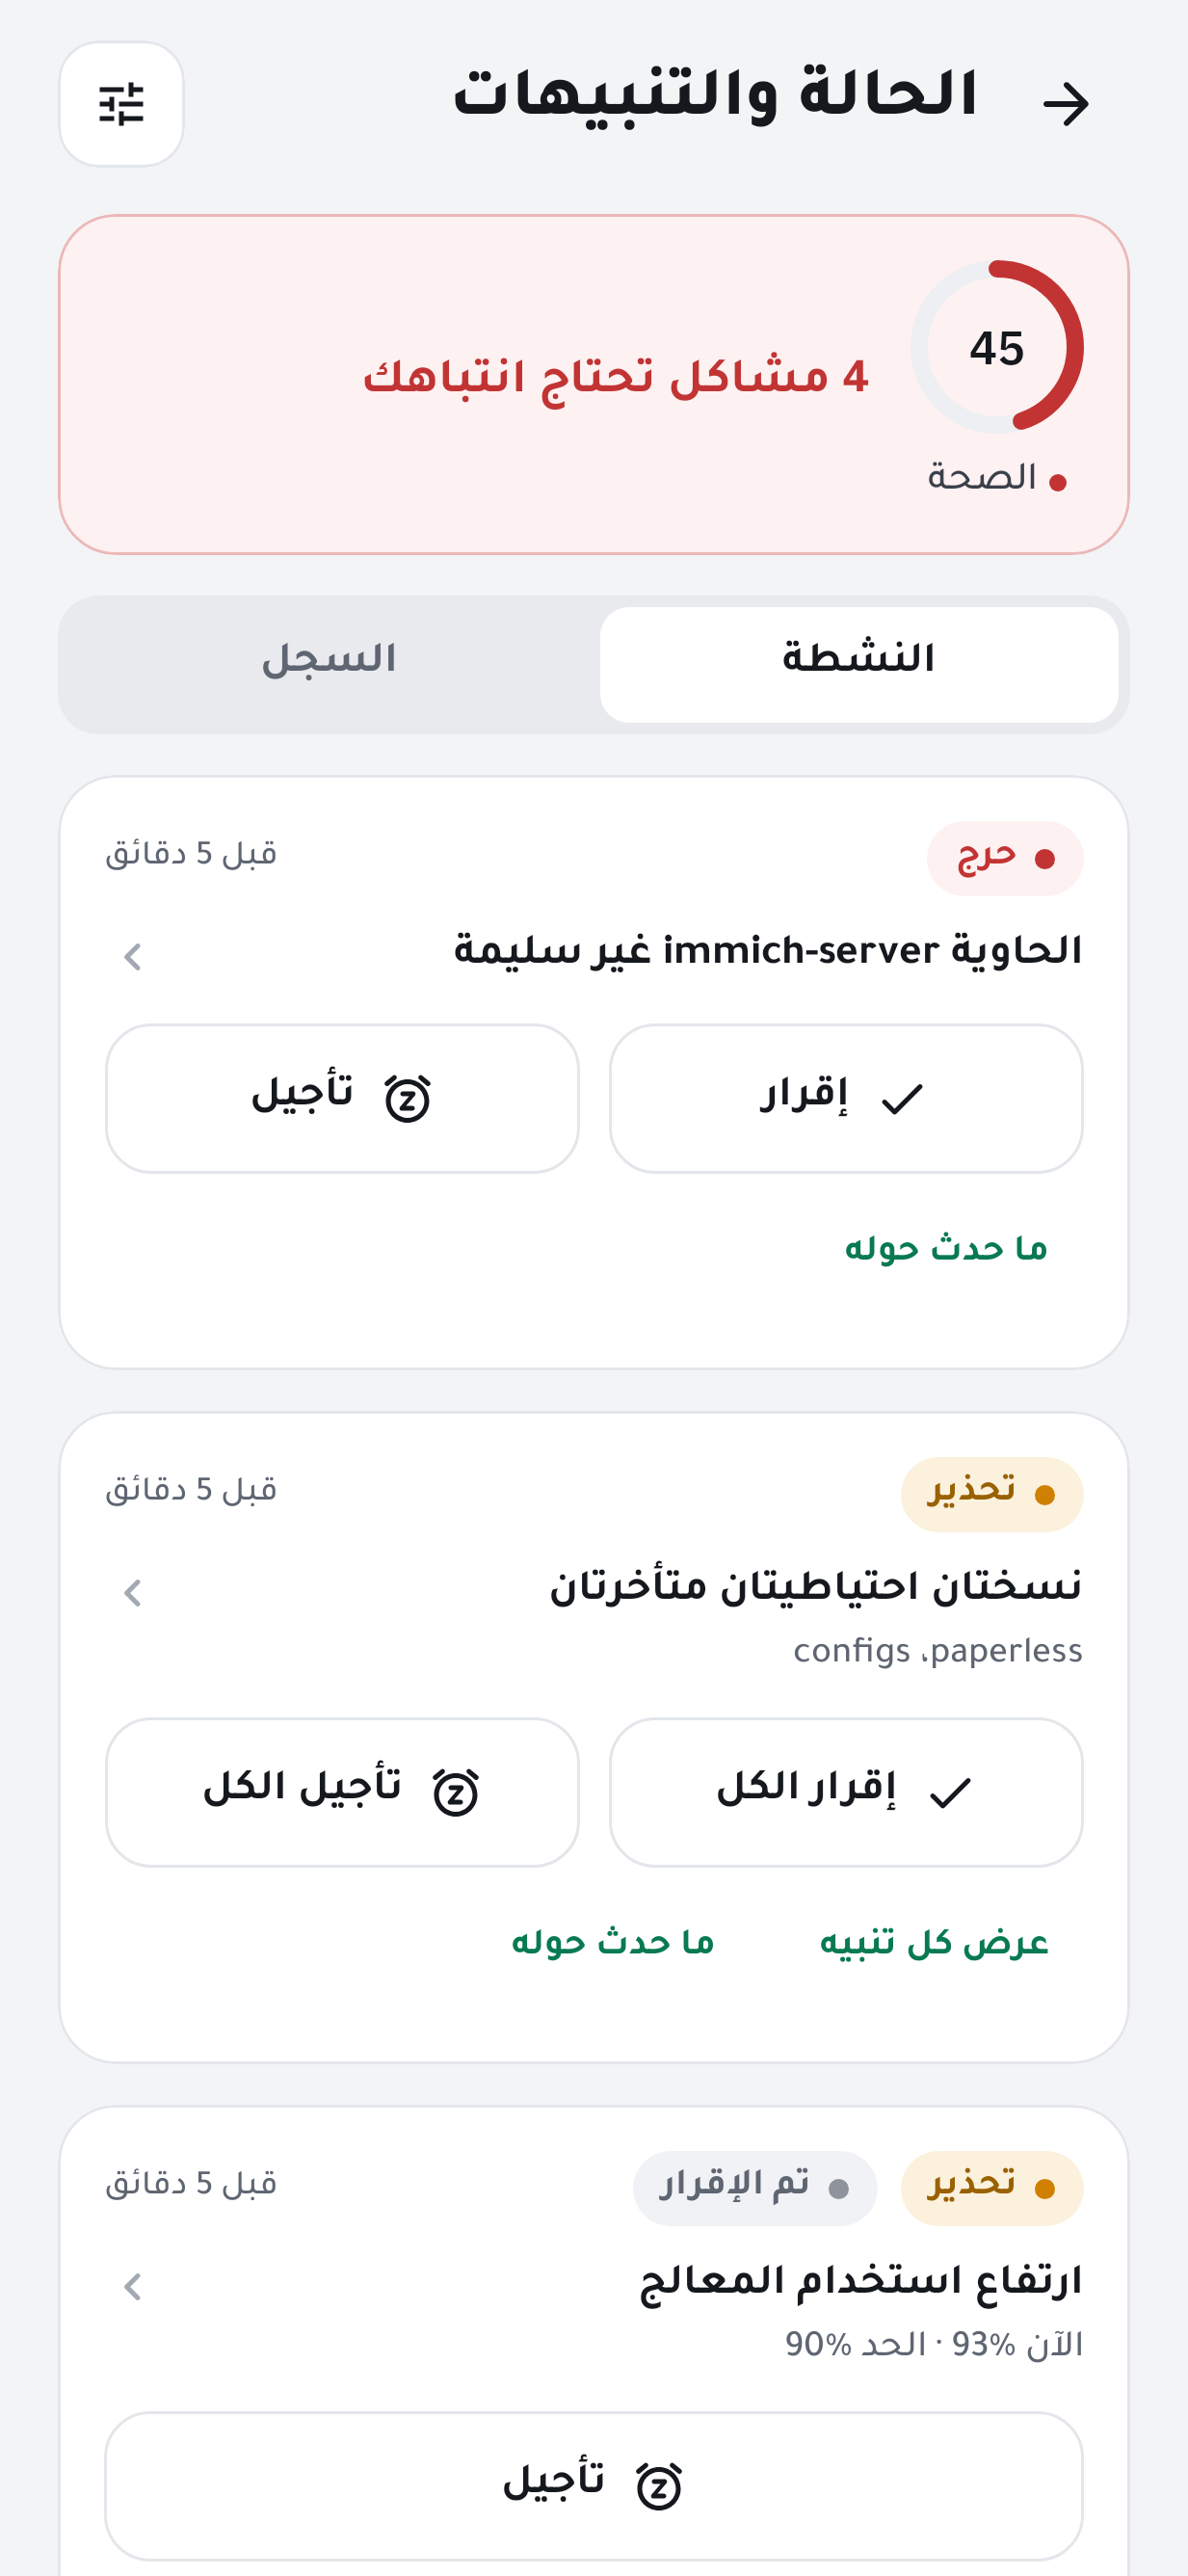 الحالة والتنبيهات
45
4 مشاكل تحتاج انتباهك
الصحة
النشطة
السجل
حرج
قبل 5 دقائق
الحاوية immich-server غير سليمة
إقرار
تأجيل
ما حدث حوله
تحذير
قبل 5 دقائق
نسختان احتياطيتان متأخرتان
paperless، configs
إقرار الكل
تأجيل الكل
عرض كل تنبيه
ما حدث حوله
تحذير
تم الإقرار
قبل 5 دقائق
ارتفاع استخدام المعالج
الآن 93% · الحد 90%
تأجيل